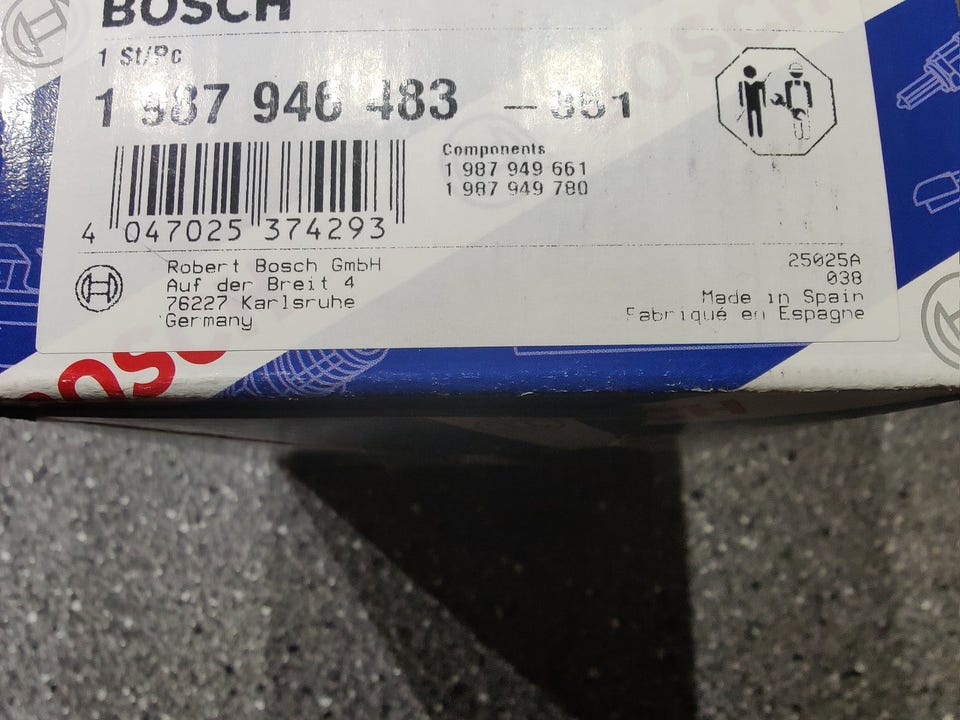 BOSCH
1 St/Pc
1 987 946 483
Components
1 987 949 661
1 987 949 780
4 047025 374293
Robert Bosch GmbH
Auf der Breit 4
76227 Karlsruhe
Germany
25025A
038
Made in Spain
Fabriqué en Espagne
BOSCH